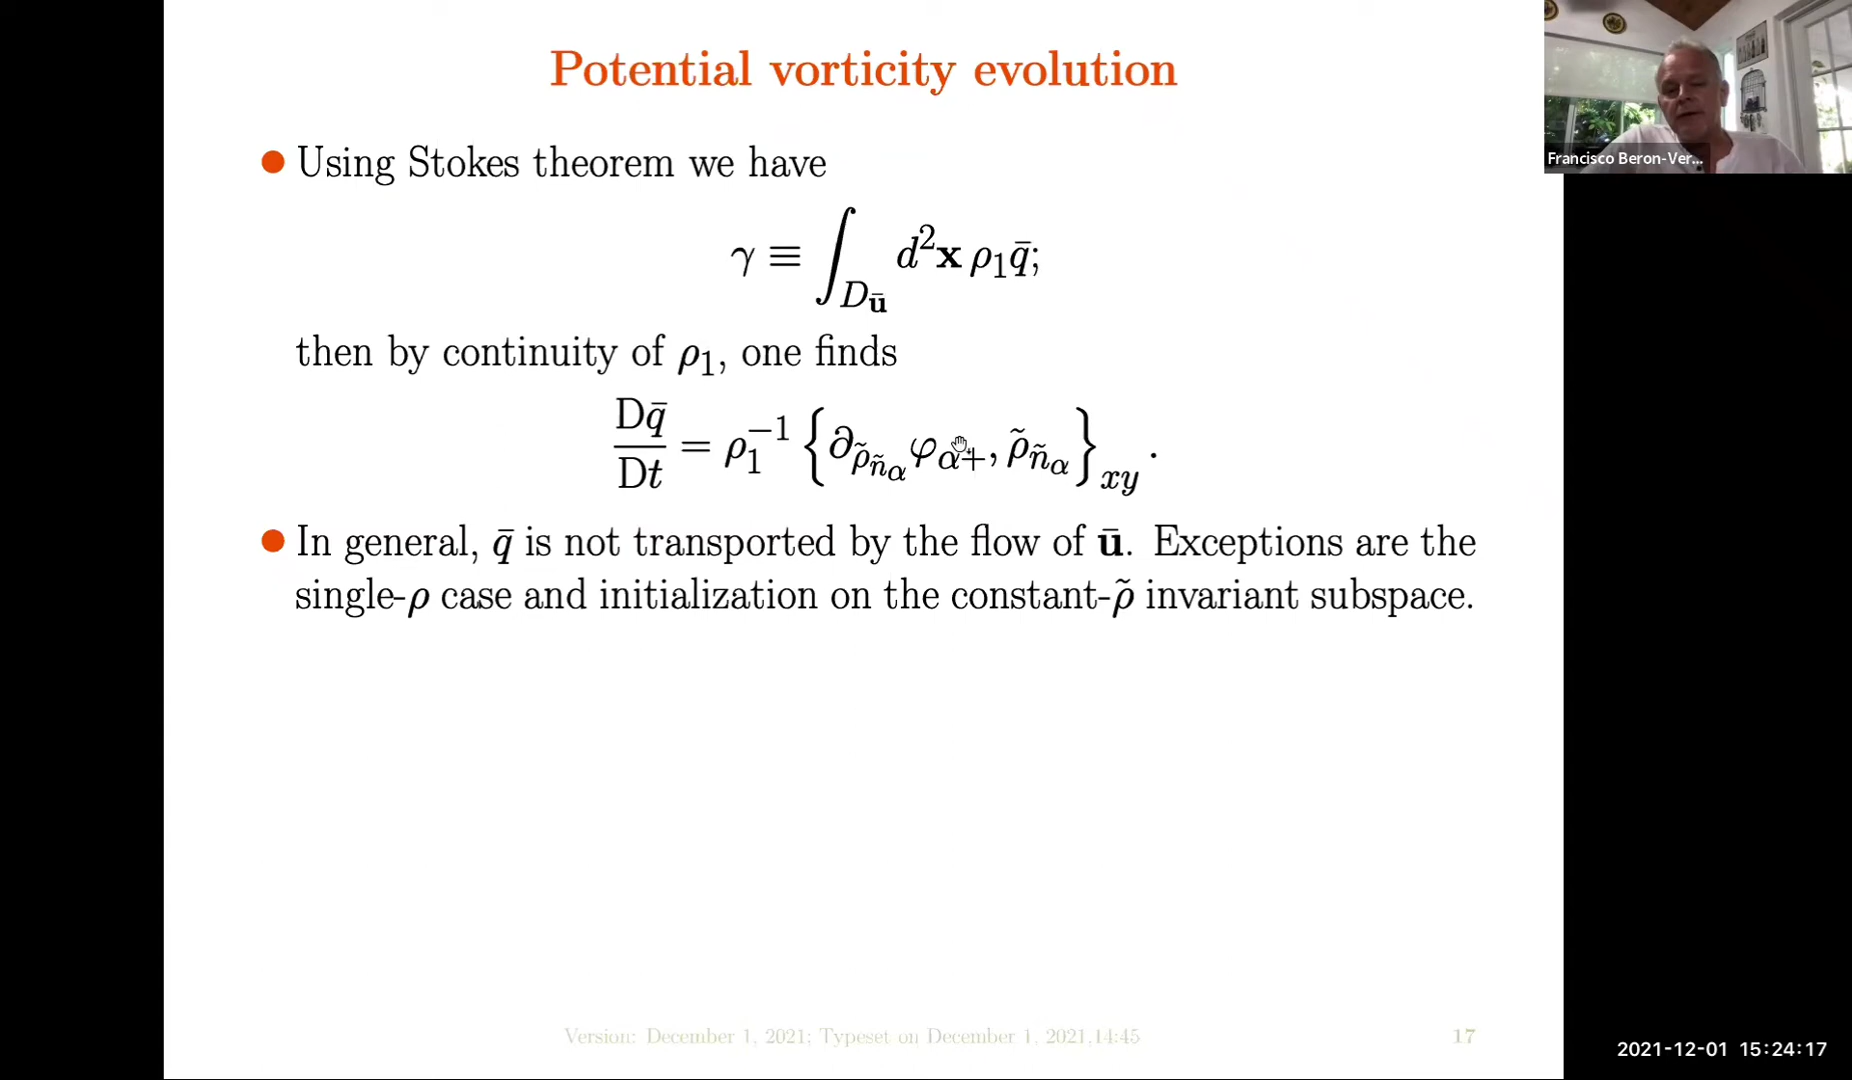 Potential vorticity evolution
Francisco Beron-Ver...
● Using Stokes theorem we have
γ ≡ ∫_{D_{ū}} d²x ρ₁q̄;
then by continuity of ρ₁, one finds
Dq̄/Dt = ρ₁⁻¹ {∂_{ρ̃_{ñ_α}} φ_{α+}, ρ̃_{ñ_α}}_{xy}.
● In general, q̄ is not transported by the flow of ū. Exceptions are the
single-ρ case and initialization on the constant-ρ̃ invariant subspace.
Version: December 1, 2021; Typeset on December 1, 2021,14:45
17
2021-12-01 15:24:17